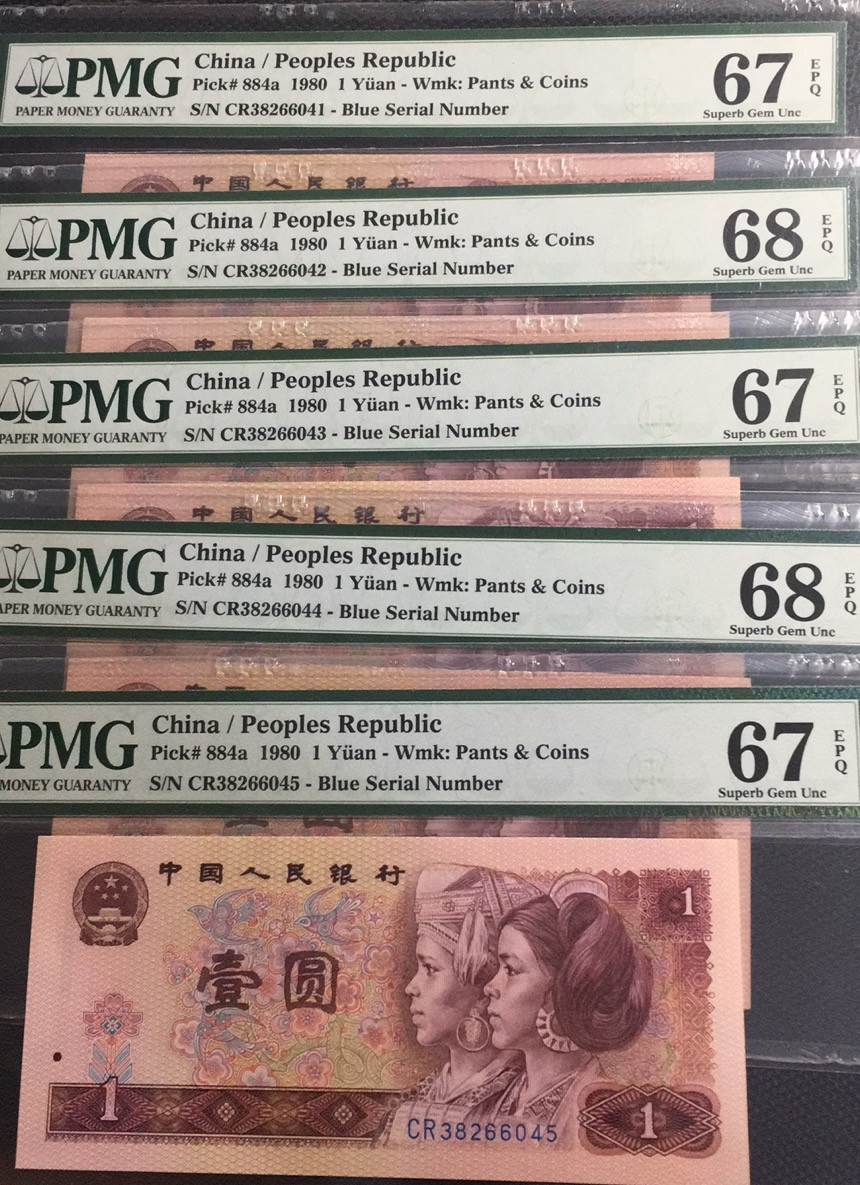 PMG
PAPER MONEY GUARANTY
China / Peoples Republic
Pick# 884a 1980 1 Yüan - Wmk: Pants & Coins
S/N CR38266041 - Blue Serial Number
67
EPQ
Superb Gem Unc
中国人民银行
PMG
PAPER MONEY GUARANTY
China / Peoples Republic
Pick# 884a 1980 1 Yüan - Wmk: Pants & Coins
S/N CR38266042 - Blue Serial Number
68
EPQ
Superb Gem Unc
中国人民银行
PMG
PAPER MONEY GUARANTY
China / Peoples Republic
Pick# 884a 1980 1 Yüan - Wmk: Pants & Coins
S/N CR38266043 - Blue Serial Number
67
EPQ
Superb Gem Unc
中国人民银行
PMG
APER MONEY GUARANTY
China / Peoples Republic
Pick# 884a 1980 1 Yüan - Wmk: Pants & Coins
S/N CR38266044 - Blue Serial Number
68
EPQ
Superb Gem Unc
PMG
MONEY GUARANTY
China / Peoples Republic
Pick# 884a 1980 1 Yüan - Wmk: Pants & Coins
S/N CR38266045 - Blue Serial Number
67
EPQ
Superb Gem Unc
中国人民银行
1
壹圆
1
CR38266045
1